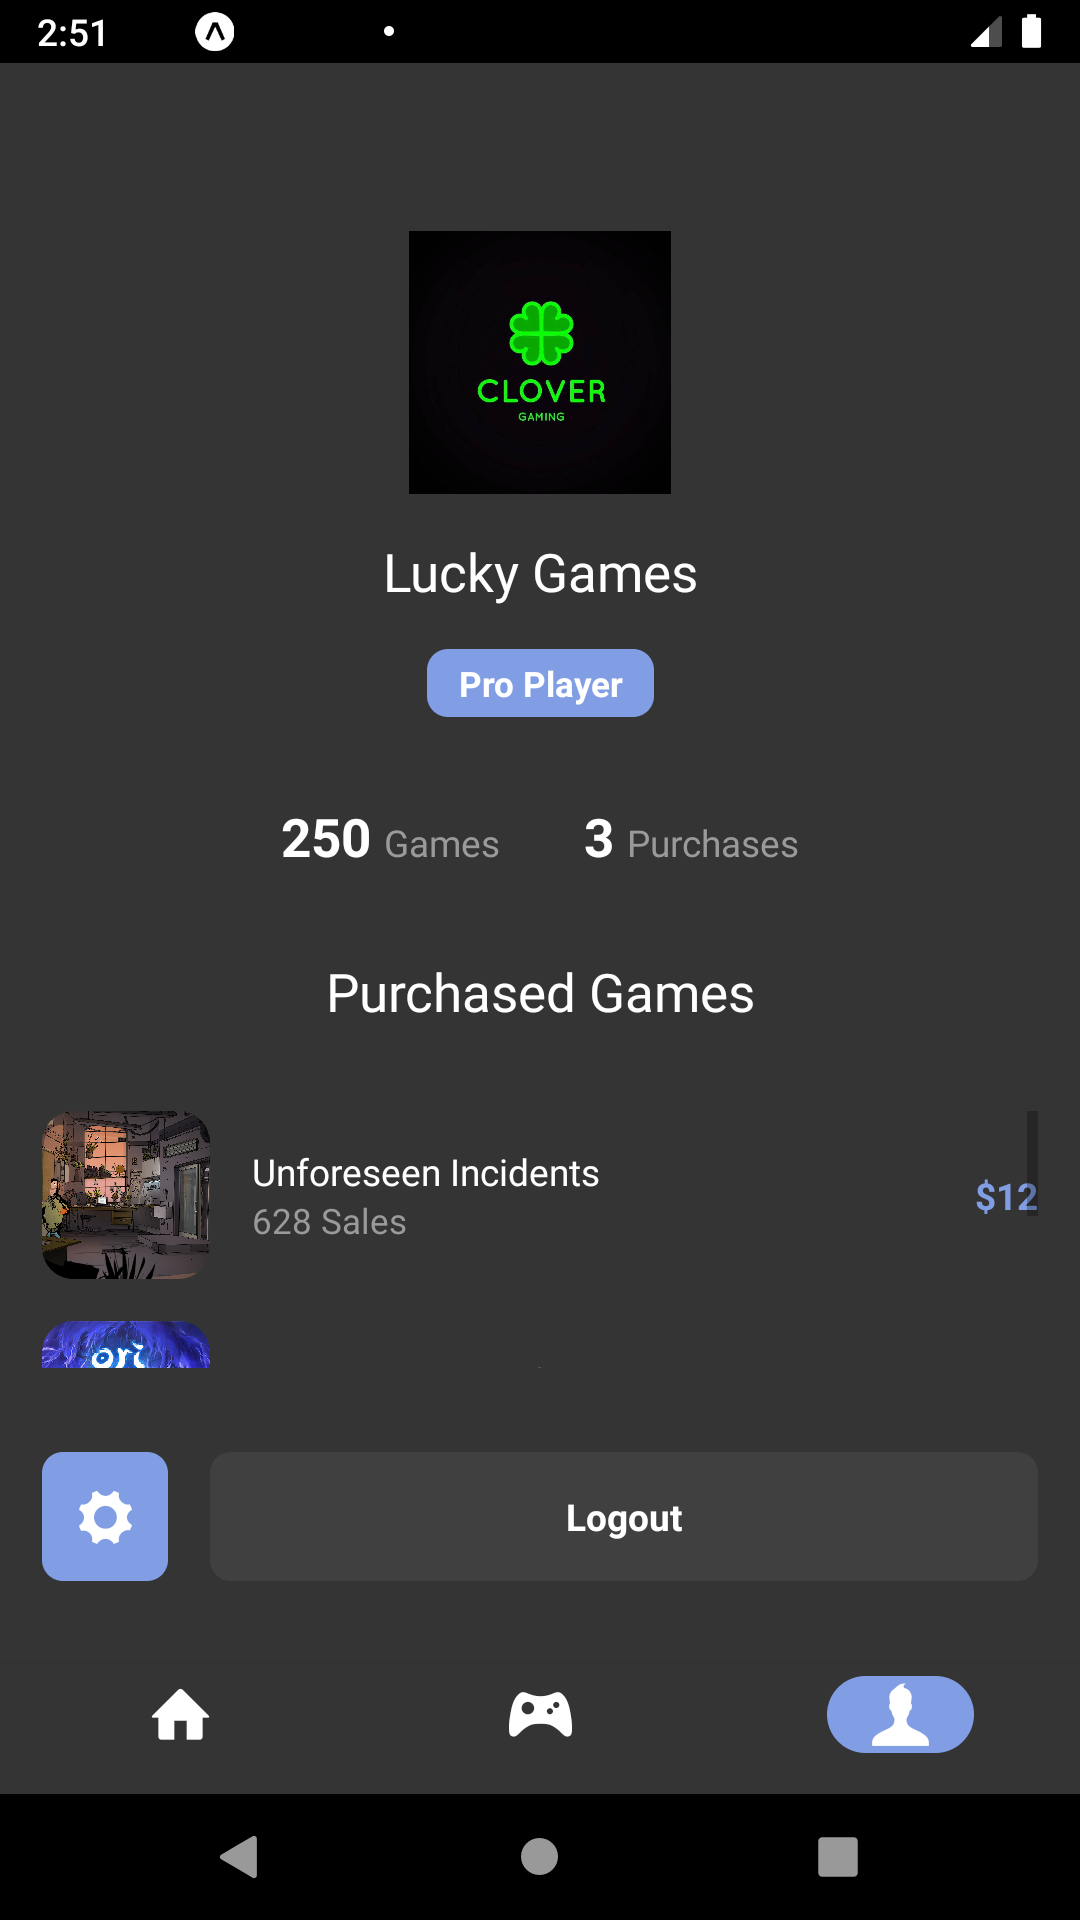 2:51
CLOVER
GAMING
Lucky Games
Pro Player
250 Games 3 Purchases
Purchased Games
Unforeseen Incidents
628 Sales
$12
ori
Logout